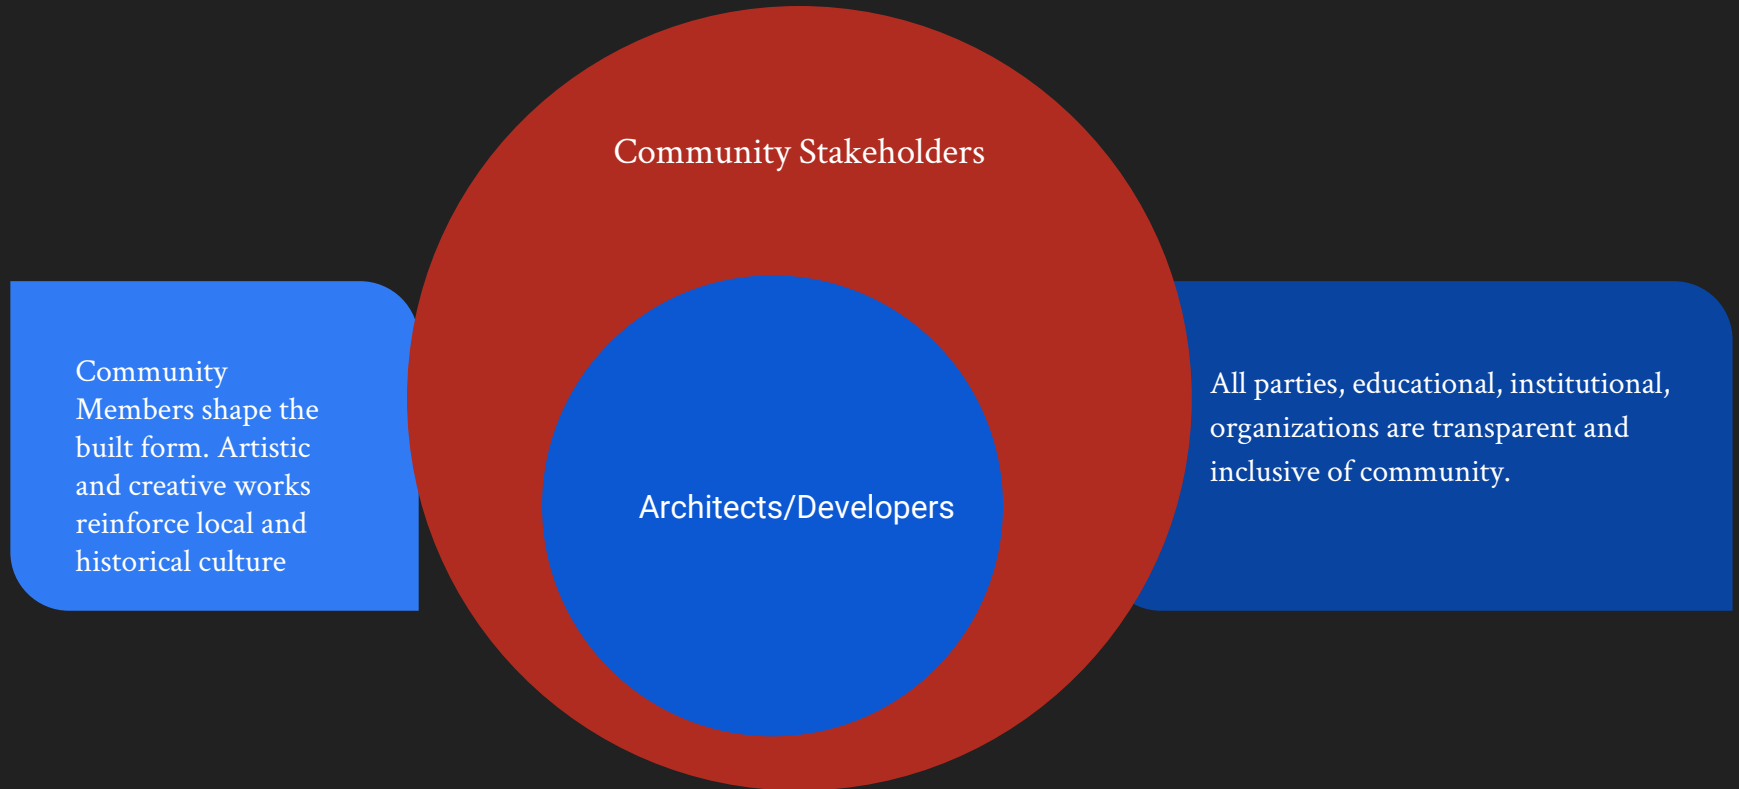 Community Stakeholders
Community
Members shape the
built form. Artistic
and creative works
reinforce local and
historical culture
Architects/Developers
All parties, educational, institutional,
organizations are transparent and
inclusive of community.